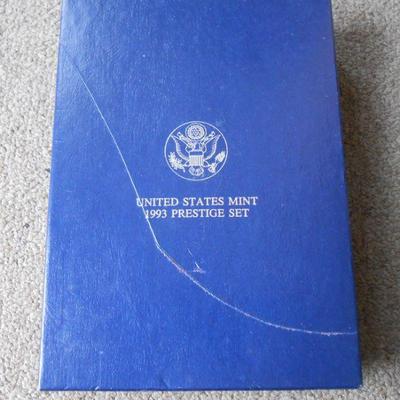 UNITED STATES MINT
1993 PRESTIGE SET